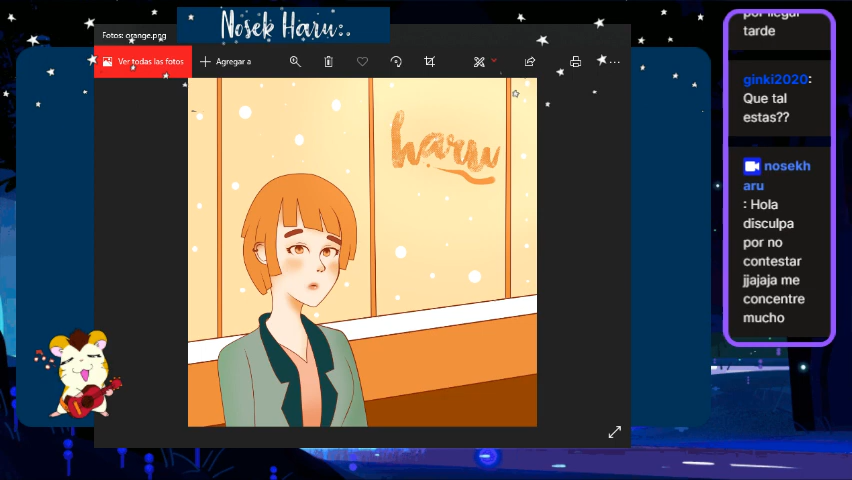 Nosek Haru:.
Fotos: orange.png
Ver todas las fotos
Agregar a
haru
por llegar
tarde
ginki2020:
Que tal
estas??
nosekh
aru
: Hola
disculpa
por no
contestar
jjajaja me
concentre
mucho